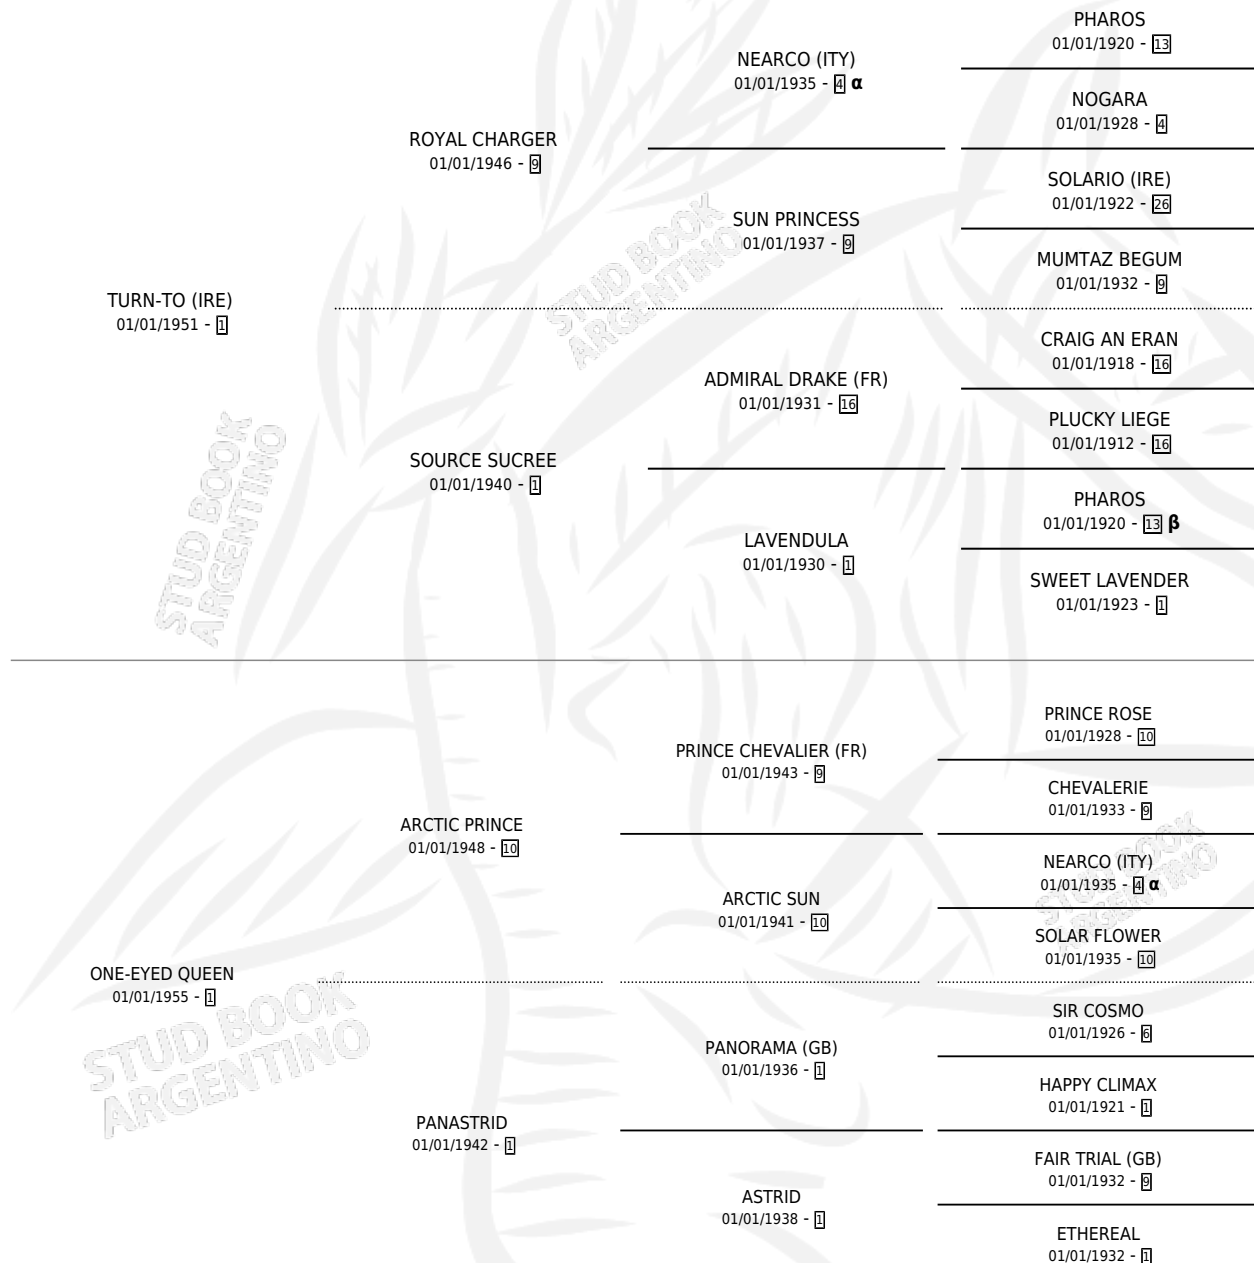 PHAROS
01/01/1920 - 13
NEARCO (ITY)
01/01/1935 - 4 α
NOGARA
01/01/1928 - 4
ROYAL CHARGER
01/01/1946 - 9
SOLARIO (IRE)
01/01/1922 - 26
SUN PRINCESS
01/01/1937 - 9
MUMTAZ BEGUM
01/01/1932 - 9
TURN-TO (IRE)
01/01/1951 - 1
CRAIG AN ERAN
01/01/1918 - 16
ADMIRAL DRAKE (FR)
01/01/1931 - 16
PLUCKY LIEGE
01/01/1912 - 16
SOURCE SUCREE
01/01/1940 - 1
PHAROS
01/01/1920 - 13 β
LAVENDULA
01/01/1930 - 1
SWEET LAVENDER
01/01/1923 - 1
PRINCE ROSE
01/01/1928 - 10
PRINCE CHEVALIER (FR)
01/01/1943 - 9
CHEVALERIE
01/01/1933 - 9
ARCTIC PRINCE
01/01/1948 - 10
NEARCO (ITY)
01/01/1935 - 4 α
ARCTIC SUN
01/01/1941 - 10
SOLAR FLOWER
01/01/1935 - 10
ONE-EYED QUEEN
01/01/1955 - 1
SIR COSMO
01/01/1926 - 6
PANORAMA (GB)
01/01/1936 - 1
HAPPY CLIMAX
01/01/1921 - 1
PANASTRID
01/01/1942 - 1
FAIR TRIAL (GB)
01/01/1932 - 9
ASTRID
01/01/1938 - 1
ETHEREAL
01/01/1932 - 1
STUD BOOK
ARGENTINO
STUD BOOK
ARGENTINO
STUD BOOK
ARGENTINO
STUD BOOK
ARGENTINO